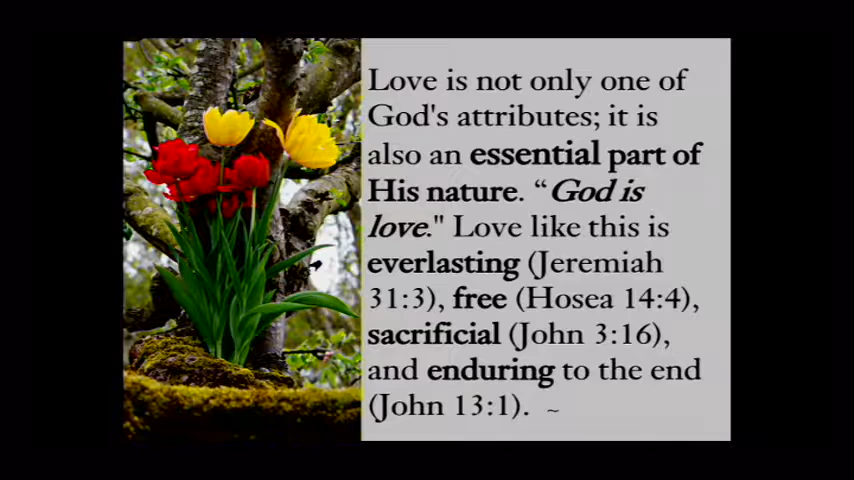 Love is not only one of
God's attributes; it is
also an essential part of
His nature. “God is
love." Love like this is
everlasting (Jeremiah
31:3), free (Hosea 14:4),
sacrificial (John 3:16),
and enduring to the end
(John 13:1). ~